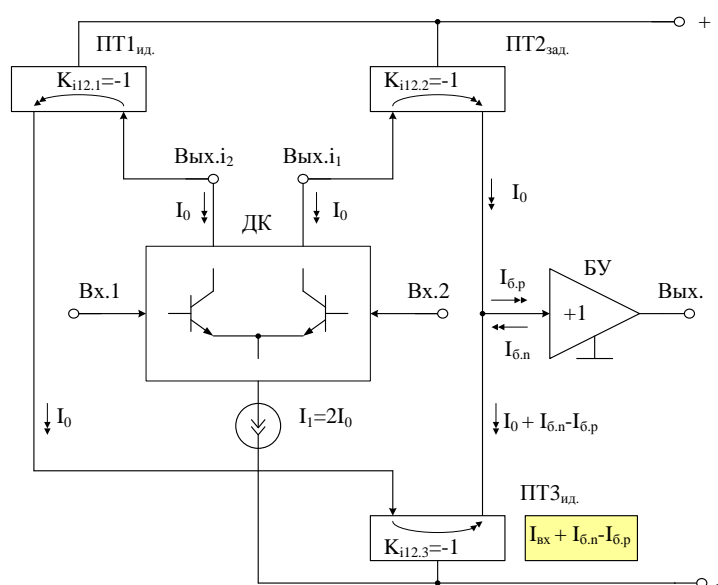 +
ПТ1ид.
ПТ2зад.
Ki12.1=-1
Ki12.2=-1
Вых.i2
Вых.i1
I0
I0
I0
ДК
Вх.1
Вх.2
Iб.p
БУ
Вых.
+1
Iб.n
I0
I1=2I0
I0 + Iб.n-Iб.p
ПТ3ид.
Ki12.3=-1
Iвх + Iб.n-Iб.p
-